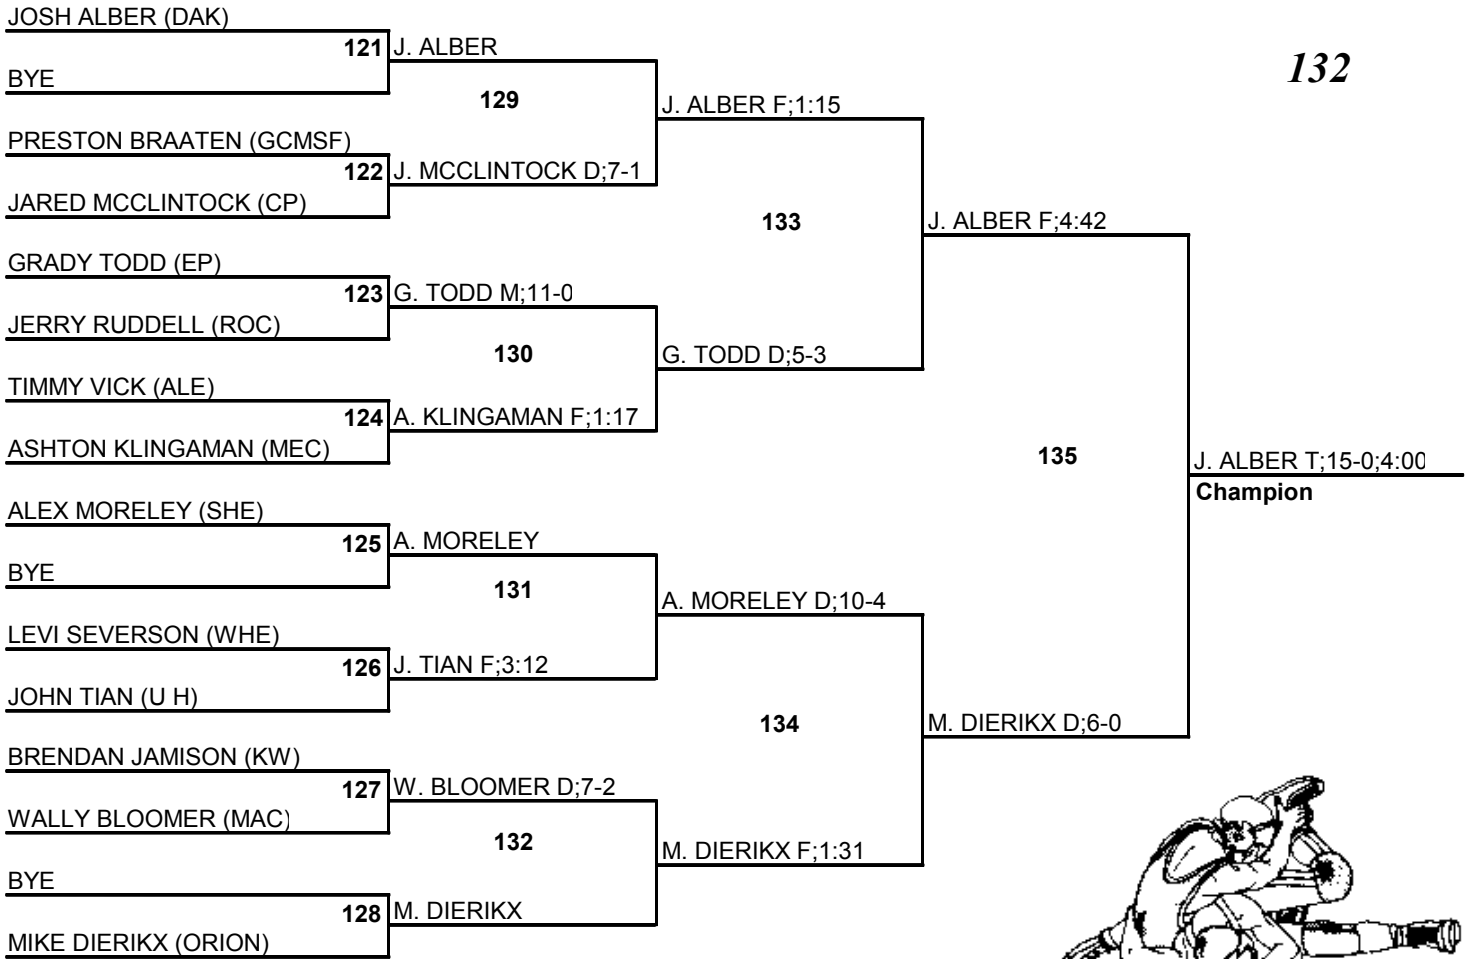 JOSH ALBER (DAK)
121 J. ALBER
BYE
132
129
J. ALBER F;1:15
PRESTON BRAATEN (GCMSF)
122 J. MCCLINTOCK D;7-1
JARED MCCLINTOCK (CP)
133
J. ALBER F;4:42
GRADY TODD (EP)
123 G. TODD M;11-0
JERRY RUDDELL (ROC)
130
G. TODD D;5-3
TIMMY VICK (ALE)
124 A. KLINGAMAN F;1:17
ASHTON KLINGAMAN (MEC)
135
J. ALBER T;15-0;4:00
Champion
ALEX MORELEY (SHE)
125 A. MORELEY
BYE
131
A. MORELEY D;10-4
LEVI SEVERSON (WHE)
126 J. TIAN F;3:12
JOHN TIAN (U H)
134
M. DIERIKX D;6-0
BRENDAN JAMISON (KW)
127 W. BLOOMER D;7-2
WALLY BLOOMER (MAC)
132
M. DIERIKX F;1:31
BYE
128 M. DIERIKX
MIKE DIERIKX (ORION)